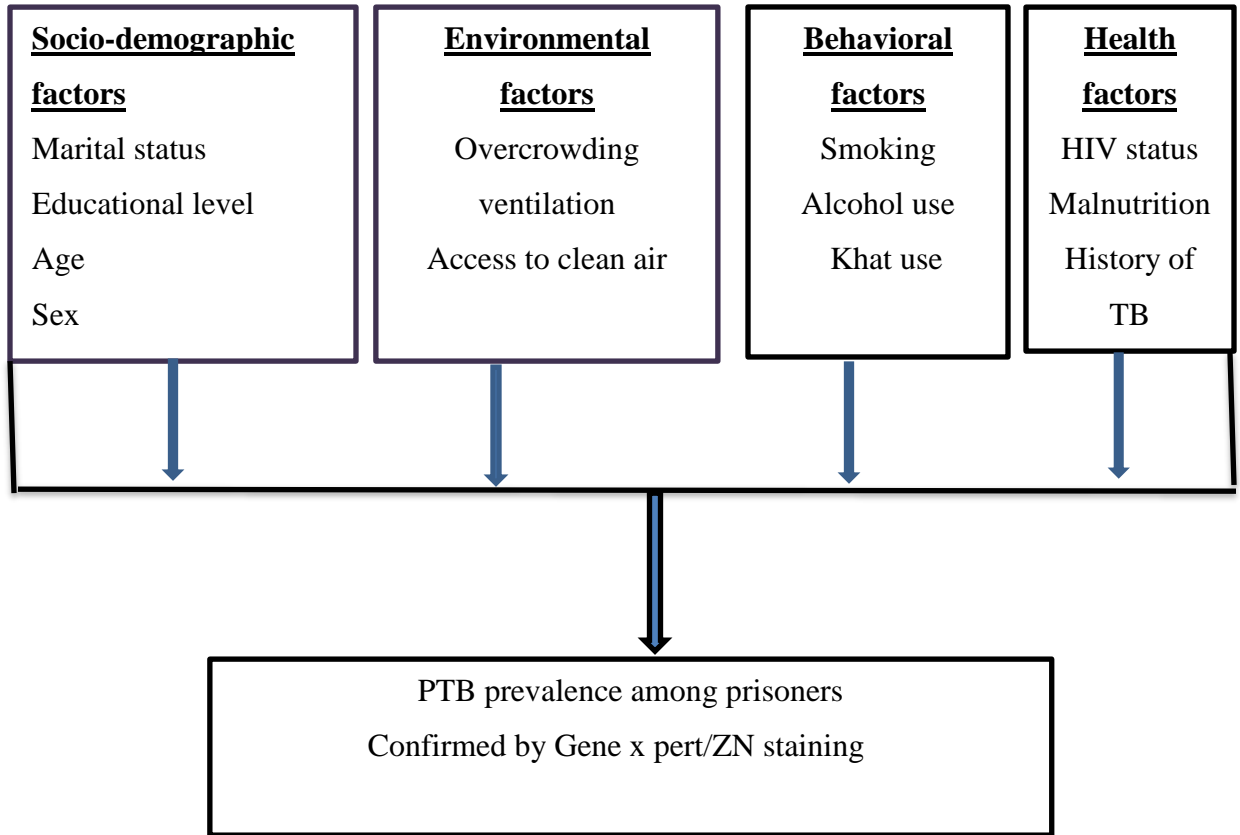 Socio-demographic
factors
Marital status
Educational level
Age
Sex
Environmental
factors
Overcrowding
ventilation
Access to clean air
Behavioral
factors
Smoking
Alcohol use
Khat use
Health
factors
HIV status
Malnutrition
History of
TB
PTB prevalence among prisoners
Confirmed by Gene x pert/ZN staining